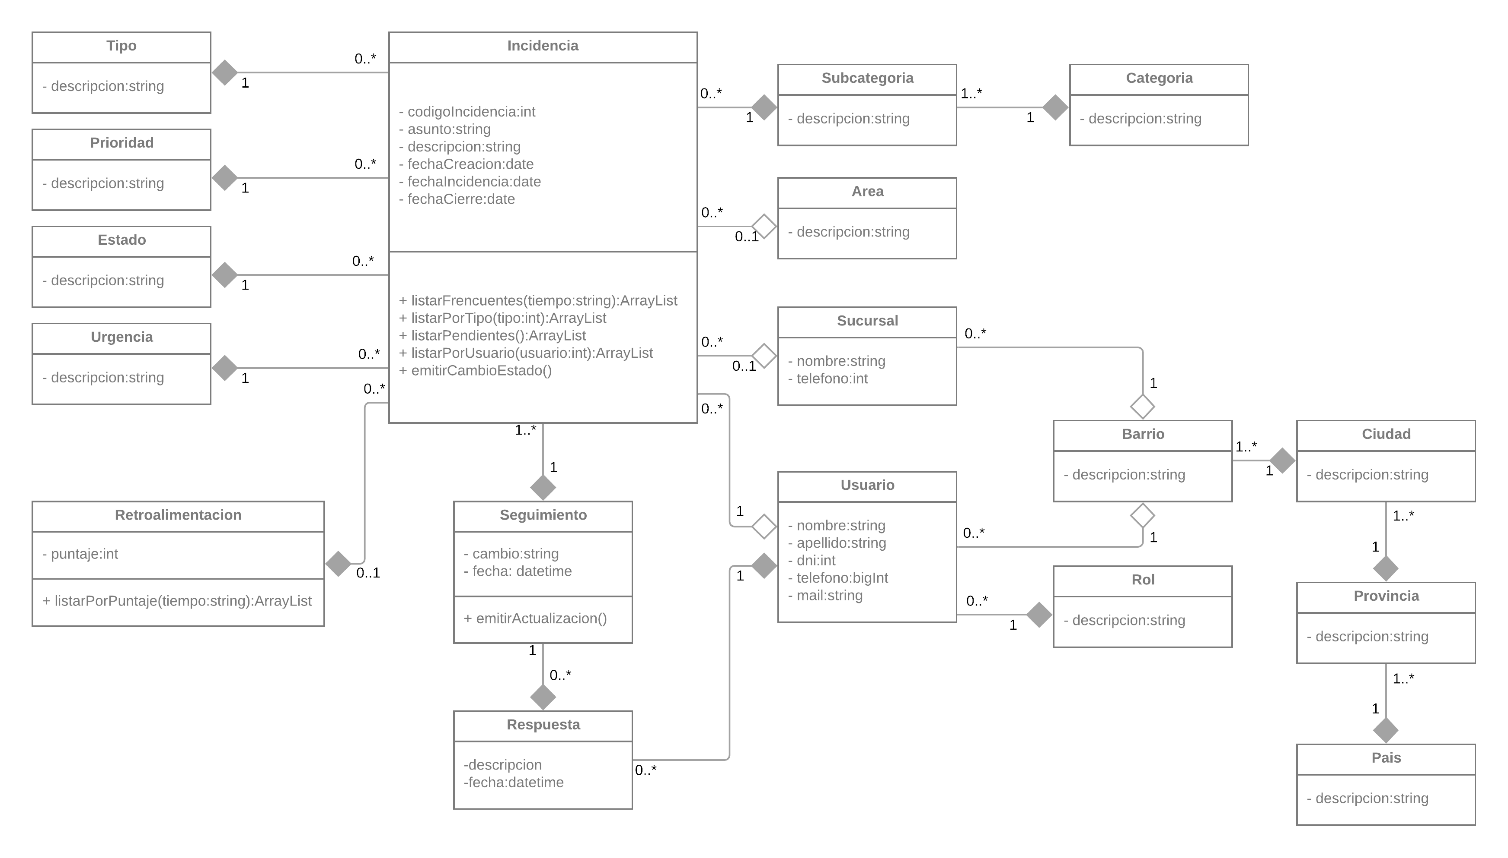 Tipo
- descripcion:string
1
0..*
Prioridad
- descripcion:string
1
0..*
Estado
- descripcion:string
1
0..*
Urgencia
- descripcion:string
1
0..*
0..*
Incidencia
- codigoIncidencia:int
- asunto:string
- descripcion:string
- fechaCreacion:date
- fechaIncidencia:date
- fechaCierre:date
+ listarFrencuentes(tiempo:string):ArrayList
+ listarPorTipo(tipo:int):ArrayList
+ listarPendientes():ArrayList
+ listarPorUsuario(usuario:int):ArrayList
+ emitirCambioEstado()
0..*
1
Subcategoria
- descripcion:string
1..*
1
Categoria
- descripcion:string
0..*
0..1
Area
- descripcion:string
0..*
0..1
Sucursal
- nombre:string
- telefono:int
0..*
1
0..*
1
Barrio
- descripcion:string
1..*
1
Ciudad
- descripcion:string
1..*
1
Usuario
- nombre:string
- apellido:string
- dni:int
- telefono:bigInt
- mail:string
1
0..*
1
0..*
1
Rol
- descripcion:string
Provincia
- descripcion:string
1..*
1
Pais
- descripcion:string
Retroalimentacion
- puntaje:int
+ listarPorPuntaje(tiempo:string):ArrayList
0..1
1..*
1
Seguimiento
- cambio:string
- fecha: datetime
+ emitirActualizacion()
1
0..*
Respuesta
-descripcion
-fecha:datetime
0..*